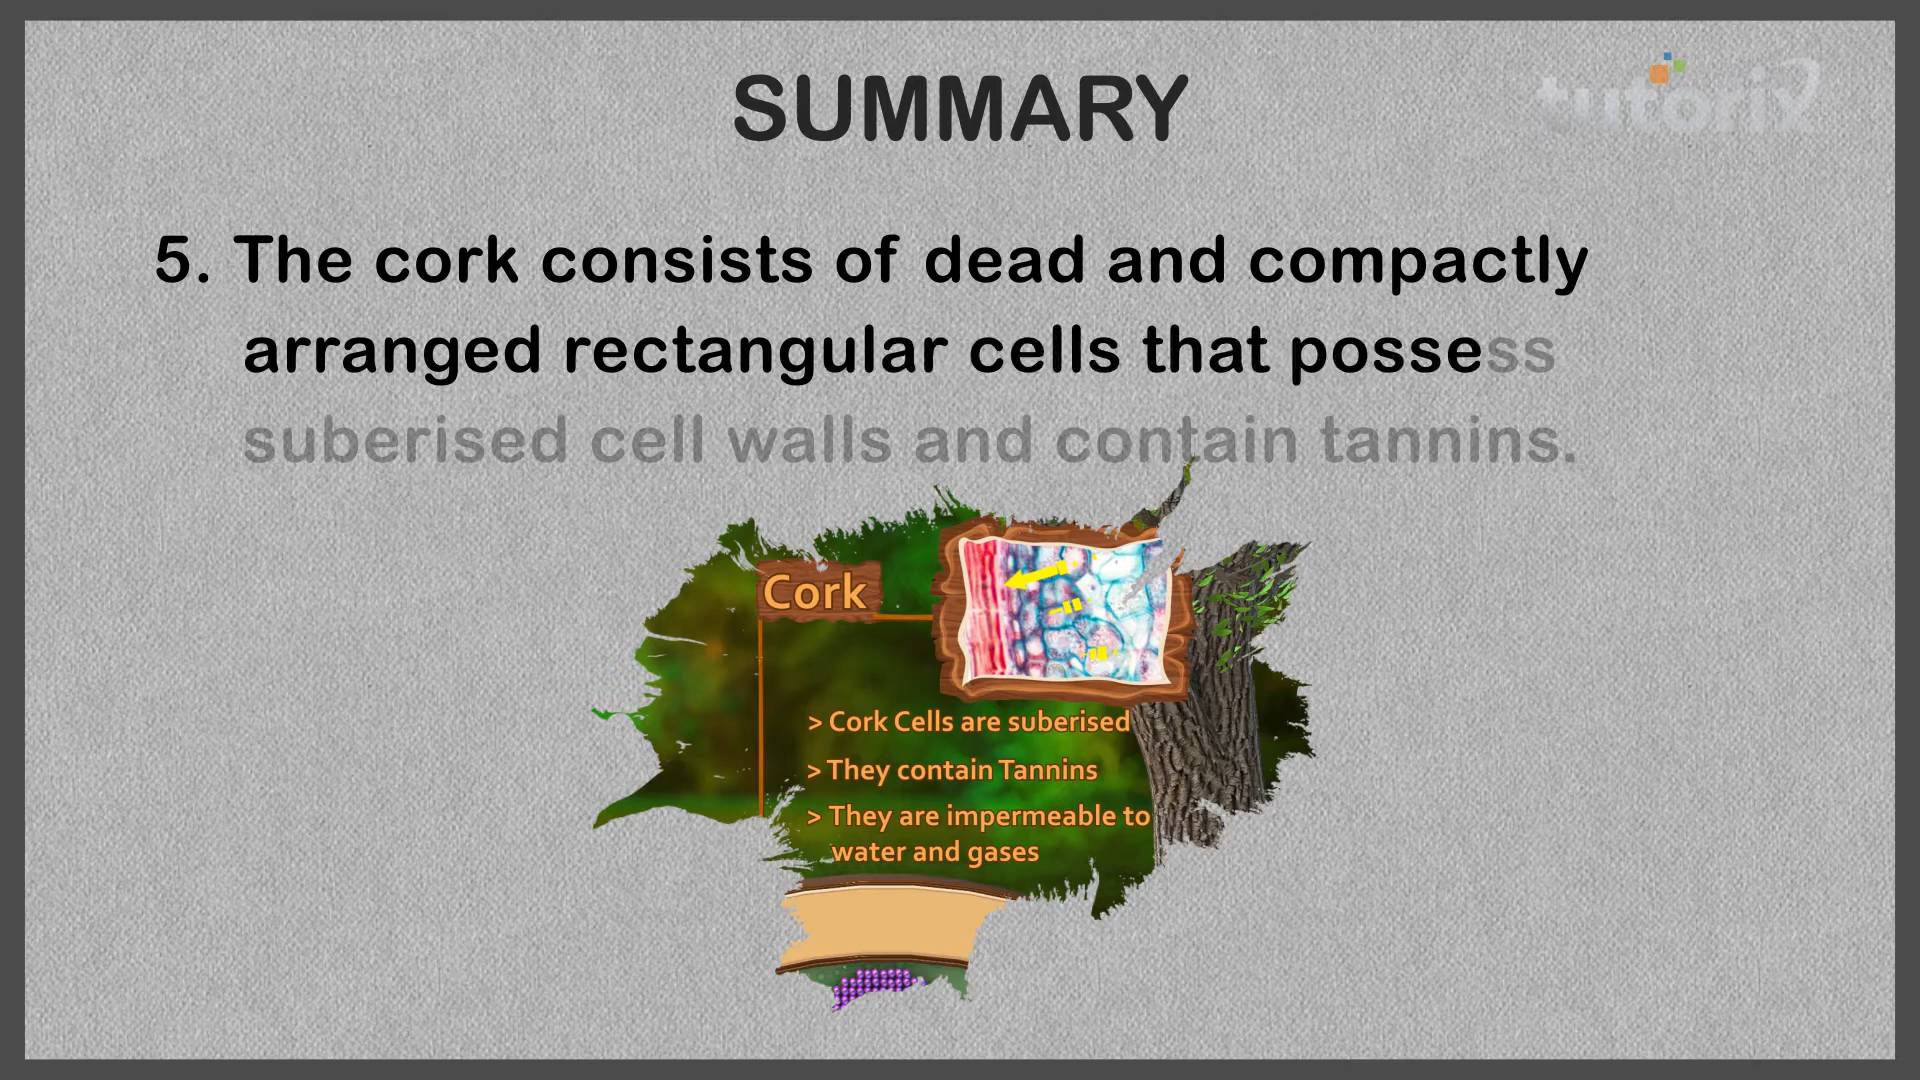 SUMMARY
tutorix
5. The cork consists of dead and compactly
arranged rectangular cells that possess
suberised cell walls and contain tannins.
Cork
> Cork Cells are suberised
> They contain Tannins
> They are impermeable to
water and gases